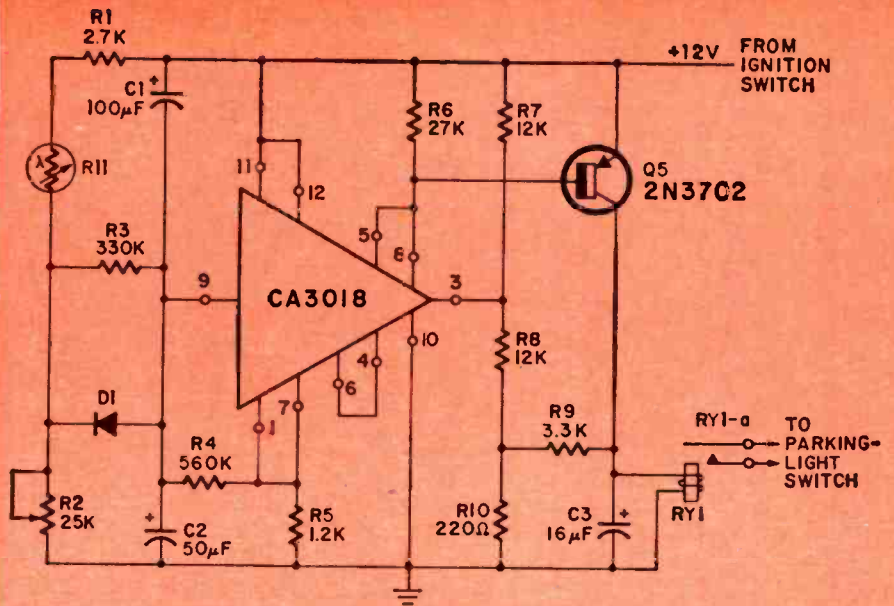 R1
2.7K
C1
+
100µF
R11
λ
R3
330K
11
12
R6
27K
R7
12K
+12V
FROM
IGNITION
SWITCH
Q5
2N3702
5
8
9
CA3018
3
10
4
6
7
1
R8
12K
D1
R4
560K
R2
25K
+
C2
50µF
R5
1.2K
R9
3.3K
R10
220Ω
C3
+
16µF
RY1-a
TO
PARKING-
LIGHT
SWITCH
RY1